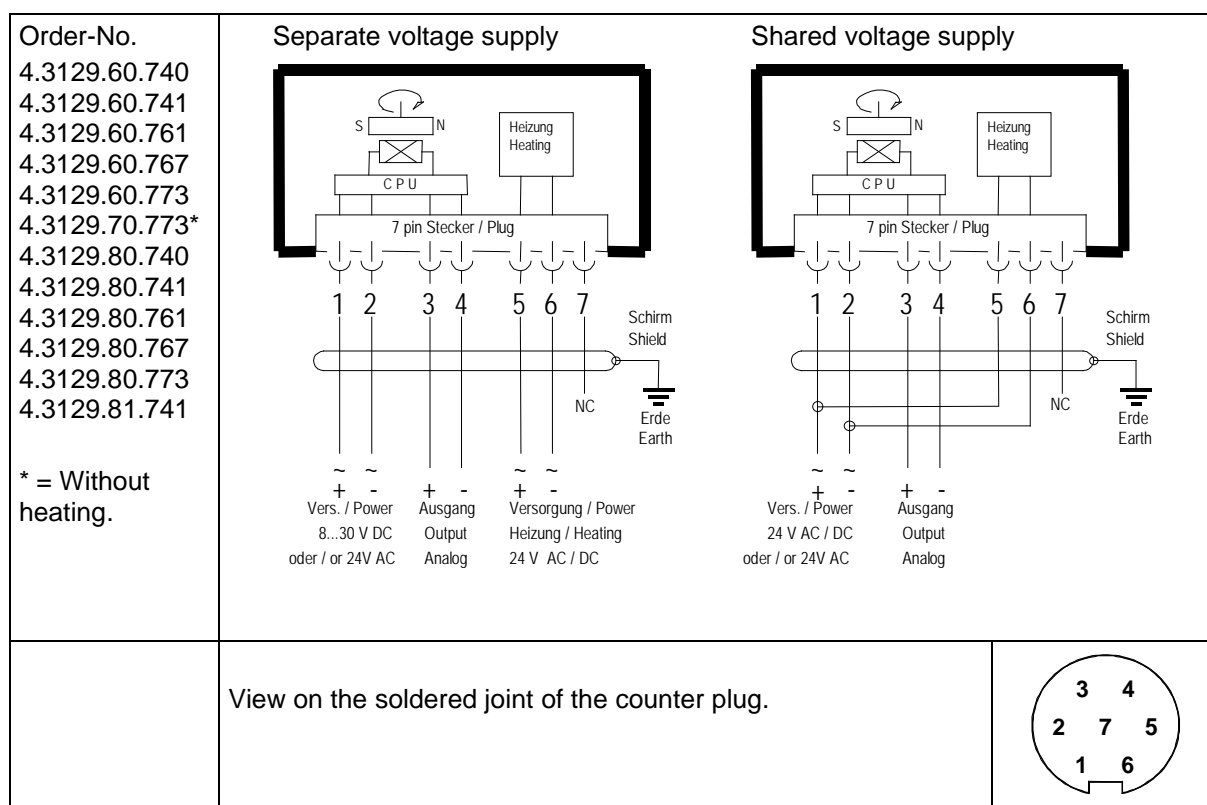 Order-No.
4.3129.60.740
4.3129.60.741
4.3129.60.761
4.3129.60.767
4.3129.60.773
4.3129.70.773*
4.3129.80.740
4.3129.80.741
4.3129.80.761
4.3129.80.767
4.3129.80.773
4.3129.81.741
* = Without
heating.
Separate voltage supply
S N
Heizung
Heating
CPU
7 pin Stecker / Plug
1 2 3 4 5 6 7
Schirm
Shield
NC
Erde
Earth
~ ~ ~ ~
+ - + - + -
Vers. / Power
8...30 V DC
oder / or 24V AC
Ausgang
Output
Analog
Versorgung / Power
Heizung / Heating
24 V AC / DC
Shared voltage supply
S N
Heizung
Heating
CPU
7 pin Stecker / Plug
1 2 3 4 5 6 7
Schirm
Shield
NC
Erde
Earth
~ ~
+ - + -
Vers. / Power
24 V AC / DC
oder / or 24V AC
Ausgang
Output
Analog
View on the soldered joint of the counter plug.
3 4
2 7 5
1 6